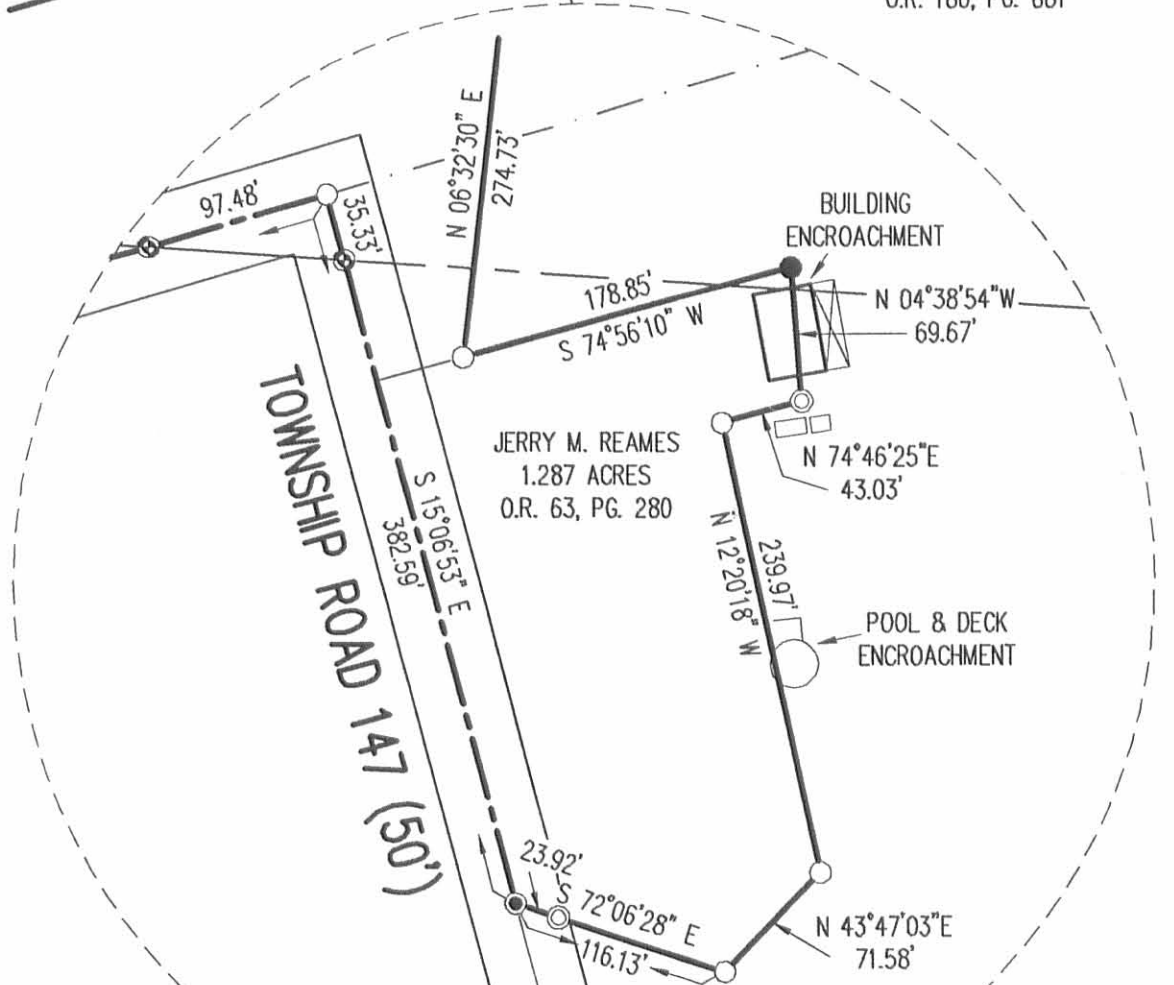 N 06°32'30" E
274.73'
97.48'
35.33'
BUILDING
ENCROACHMENT
178.85'
S 74°56'10" W
N 04°38'54"W
69.67'
TOWNSHIP ROAD 147 (50')
JERRY M. REAMES
1.287 ACRES
O.R. 63, PG. 280
N 74°46'25"E
43.03'
S 15°06'53" E
382.59'
239.97'
N 12°20'18" W
POOL & DECK
ENCROACHMENT
23.92'
S 72°06'28" E
116.13'
N 43°47'03"E
71.58'